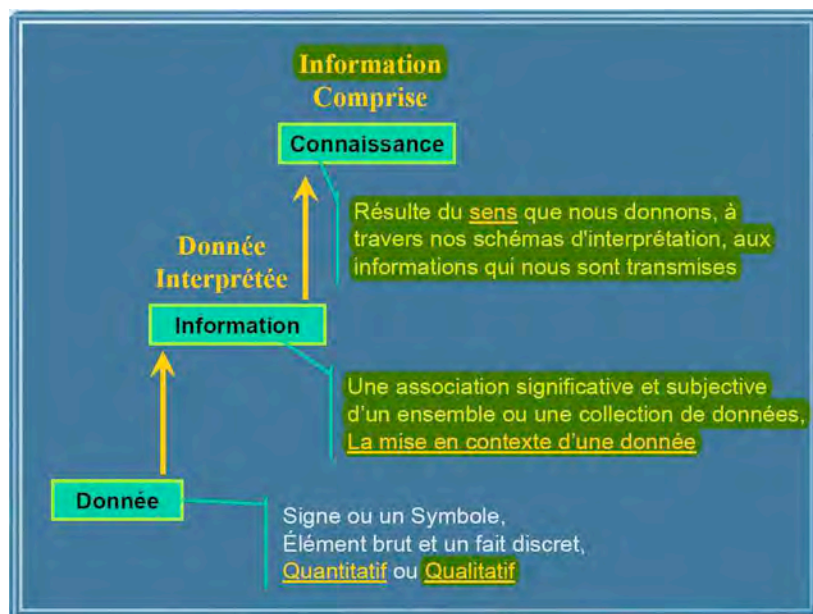 Information
Comprise
Connaissance
Résulte du sens que nous donnons, à
travers nos schémas d'interprétation, aux
informations qui nous sont transmises
Donnée
Interprétée
Information
Une association significative et subjective
d'un ensemble ou une collection de données,
La mise en contexte d'une donnée
Donnée
Signe ou un Symbole,
Élément brut et un fait discret,
Quantitatif ou Qualitatif